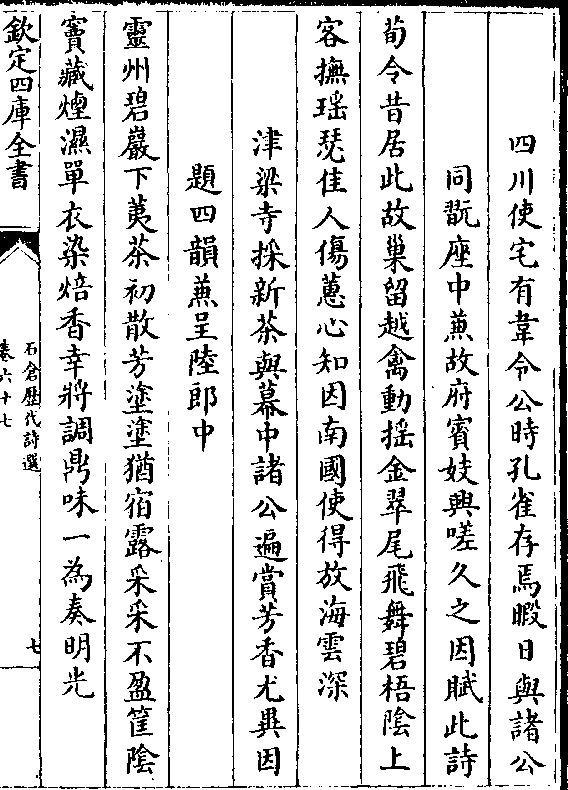 四川使宅有韋令公時孔雀存焉暇日與諸公
同翫座中兼故府賓妓興嗟久之因賦此詩
荀令昔居此故巢留越禽動搖金翠尾飛舞碧梧陰上
客撫瑶瑟佳人傷蕙心知因南國使得放海雲深
津梁寺採新茶與幕中諸公遍賞芳香尤異因
題四韻兼呈陸郎中
靈州碧巖下荑茶初散芳塗塗猶宿露采采不盈筐陰
竇藏煙濕單衣染焙香幸將調鼎味一為奏明光
欽定四庫全書
石倉歷代詩選
卷六十七
七